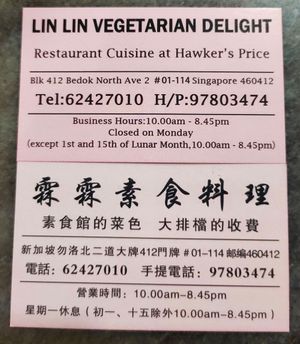 LIN LIN VEGETARIAN DELIGHT
Restaurant Cuisine at Hawker's Price
Blk 412 Bedok North Ave 2 #01-114 Singapore 460412
Tel:62427010 H/P:97803474
Business Hours:10.00am - 8.45pm
Closed on Monday
(except 1st and 15th of Lunar Month,10.00am - 8.45pm)
霖霖素食料理
素食館的菜色 大排檔的收費
新加坡勿洛北二道大牌412門牌 #01-114 邮编460412
電話：62427010 手提電話：97803474
營業時間：10.00am-8.45pm
星期一休息（初一、十五除外10.00am-8.45pm）